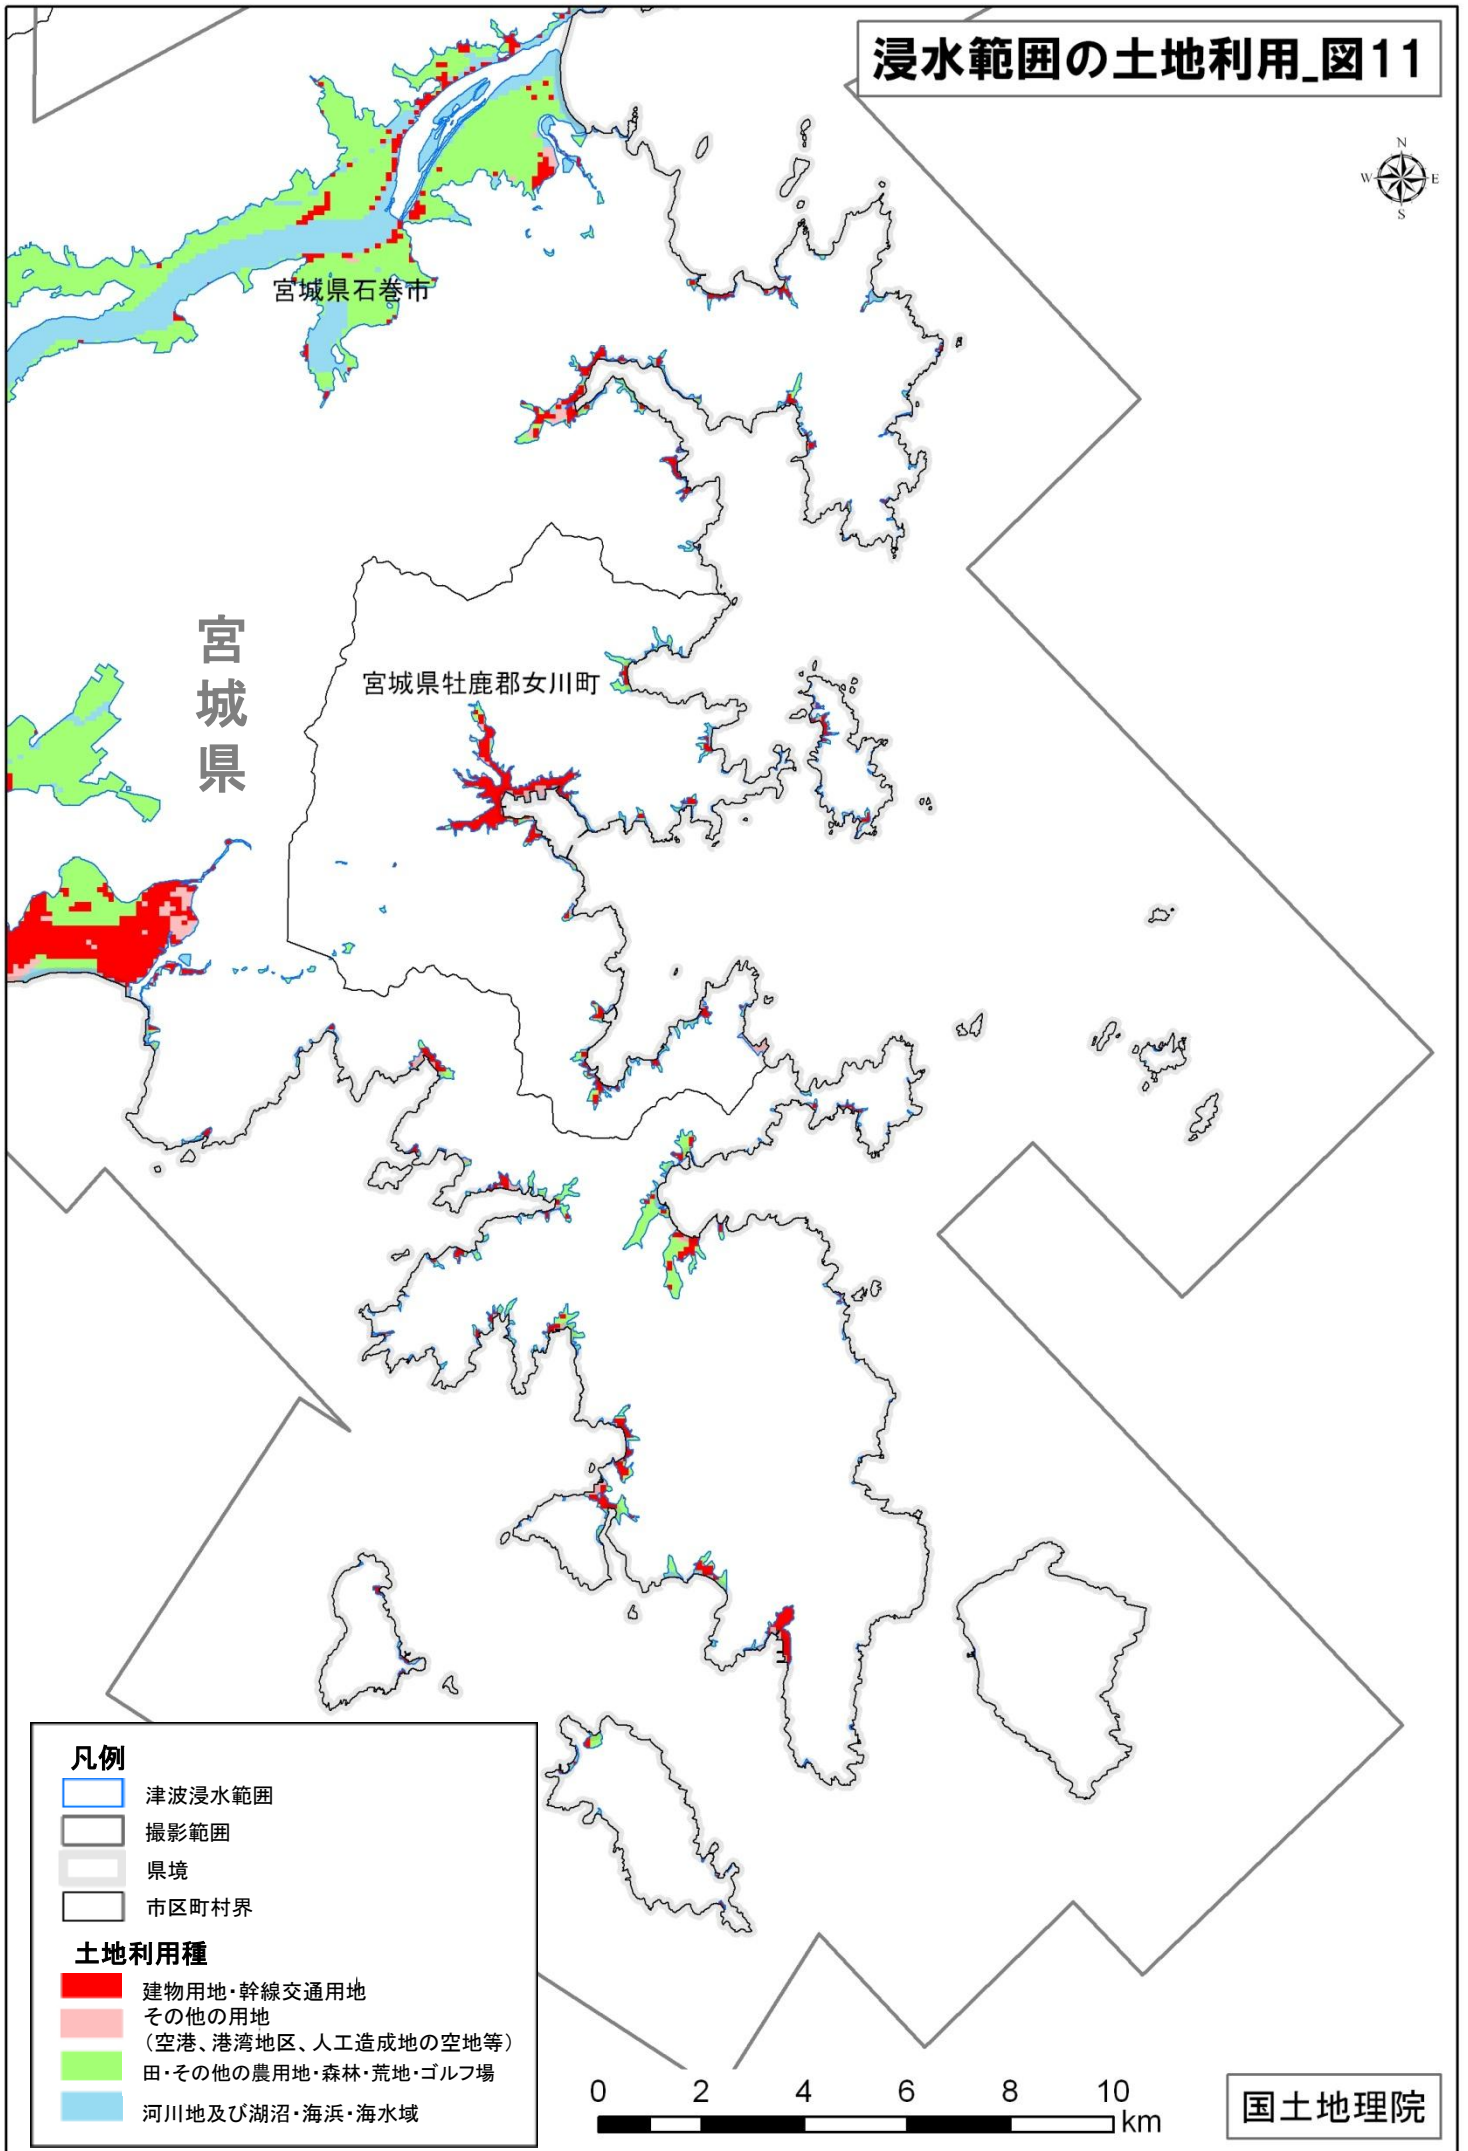 浸水範囲の土地利用_図11
N
W
E
S
宮城県石巻市
宮城県
宮城県牡鹿郡女川町
凡例
津波浸水範囲
撮影範囲
県境
市区町村界
土地利用種
建物用地・幹線交通用地
その他の用地
（空港、港湾地区、人工造成地の空地等）
田・その他の農用地・森林・荒地・ゴルフ場
河川地及び湖沼・海浜・海水域
0 2 4 6 8 10
km
国土地理院